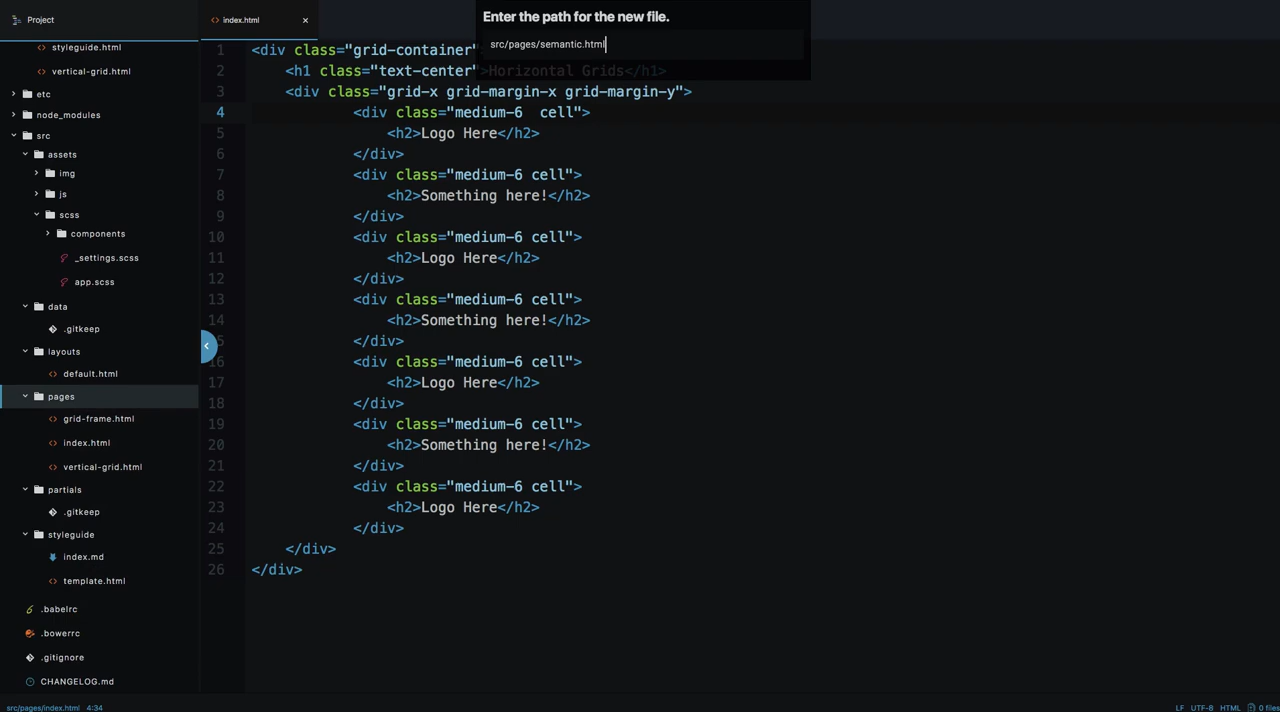 Project
styleguide.html
vertical-grid.html
etc
node_modules
src
assets
img
js
scss
components
_settings.scss
app.scss
data
.gitkeep
layouts
default.html
pages
grid-frame.html
index.html
vertical-grid.html
partials
.gitkeep
styleguide
index.md
template.html
.babelrc
.bowerrc
.gitignore
CHANGELOG.md
index.html
Enter the path for the new file.
src/pages/semantic.html
1 <div class="grid-container"
2 <h1 class="text-center">Horizontal Grids</h1>
3 <div class="grid-x grid-margin-x grid-margin-y">
4 <div class="medium-6  cell">
5 <h2>Logo Here</h2>
6 </div>
7 <div class="medium-6 cell">
8 <h2>Something here!</h2>
9 </div>
10 <div class="medium-6 cell">
11 <h2>Logo Here</h2>
12 </div>
13 <div class="medium-6 cell">
14 <h2>Something here!</h2>
15 </div>
16 <div class="medium-6 cell">
17 <h2>Logo Here</h2>
18 </div>
19 <div class="medium-6 cell">
20 <h2>Something here!</h2>
21 </div>
22 <div class="medium-6 cell">
23 <h2>Logo Here</h2>
24 </div>
25 </div>
26 </div>
src/pages/index.html 4:34
LF UTF-8 HTML 0 files